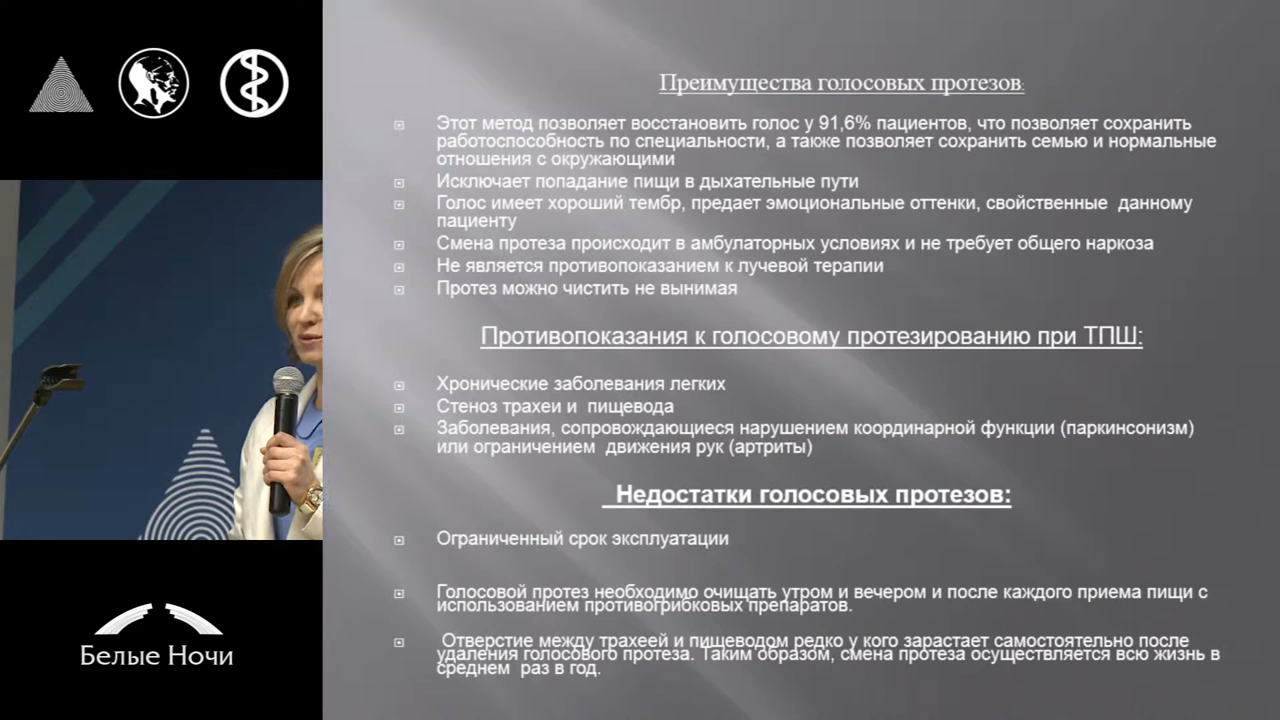 Преимущества голосовых протезов:
Этот метод позволяет восстановить голос у 91,6% пациентов, что позволяет сохранить
работоспособность по специальности, а также позволяет сохранить семью и нормальные
отношения с окружающими
Исключает попадание пищи в дыхательные пути
Голос имеет хороший тембр, предает эмоциональные оттенки, свойственные данному
пациенту
Смена протеза происходит в амбулаторных условиях и не требует общего наркоза
Не является противопоказанием к лучевой терапии
Протез можно чистить не вынимая
Противопоказания к голосовому протезированию при ТПШ:
Хронические заболевания легких
Стеноз трахеи и пищевода
Заболевания, сопровождающиеся нарушением координарной функции (паркинсонизм)
или ограничением движения рук (артриты)
Недостатки голосовых протезов:
Ограниченный срок эксплуатации
Голосовой протез необходимо очищать утром и вечером и после каждого приема пищи с
использованием противогрибковых препаратов.
Отверстие между трахеей и пищеводом редко у кого зарастает самостоятельно после
удаления голосового протеза. Таким образом, смена протеза осуществляется всю жизнь в
среднем раз в год.
Белые Ночи